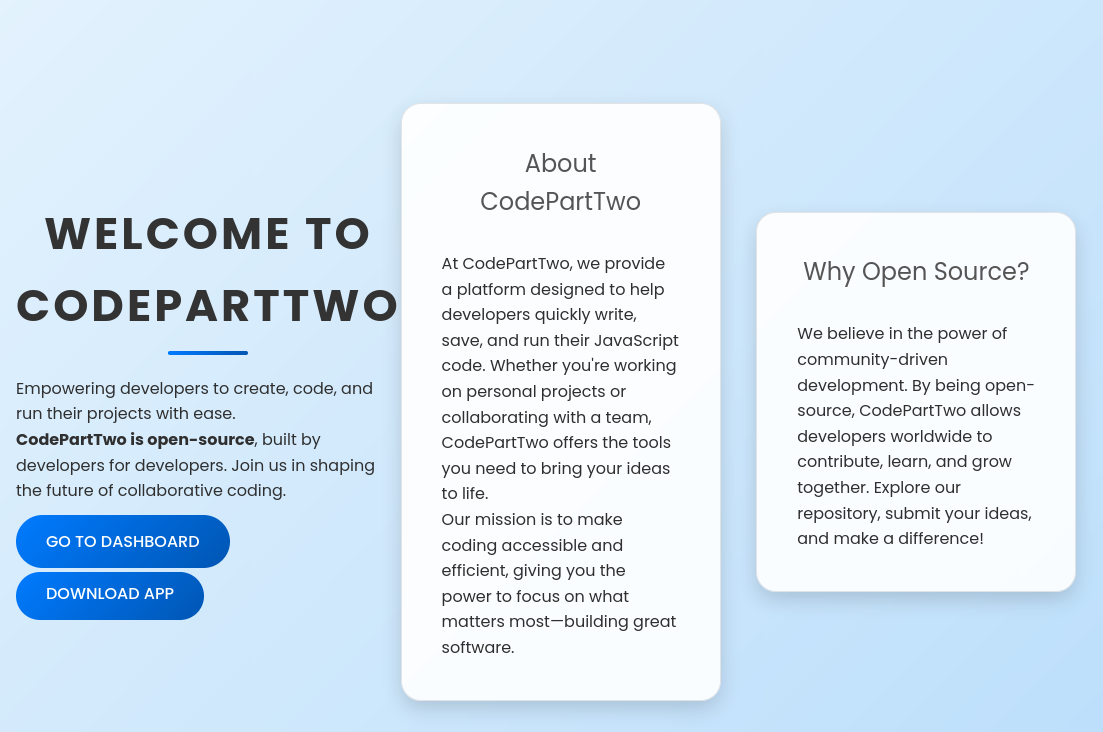 WELCOME TO
CODEPARTTWO
Empowering developers to create, code, and
run their projects with ease.
CodePartTwo is open-source, built by
developers for developers. Join us in shaping
the future of collaborative coding.
GO TO DASHBOARD
DOWNLOAD APP
About
CodePartTwo
At CodePartTwo, we provide
a platform designed to help
developers quickly write,
save, and run their JavaScript
code. Whether you're working
on personal projects or
collaborating with a team,
CodePartTwo offers the tools
you need to bring your ideas
to life.
Our mission is to make
coding accessible and
efficient, giving you the
power to focus on what
matters most—building great
software.
Why Open Source?
We believe in the power of
community-driven
development. By being open-
source, CodePartTwo allows
developers worldwide to
contribute, learn, and grow
together. Explore our
repository, submit your ideas,
and make a difference!